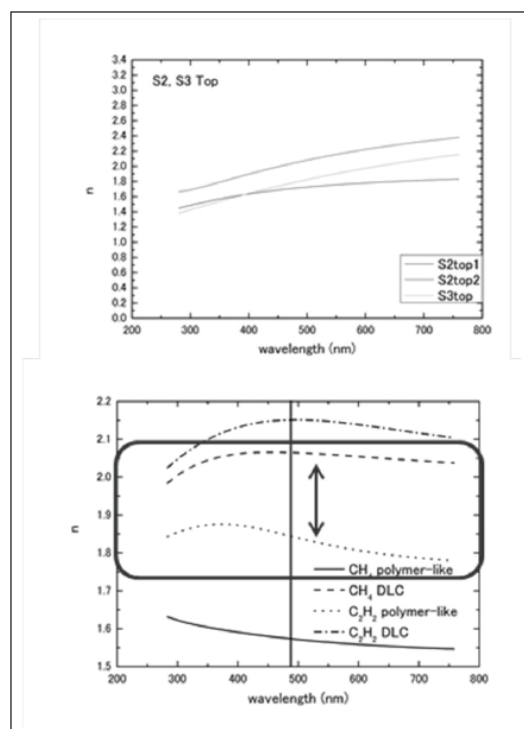 3.4
3.2
3.0
2.8
2.6
2.4
2.2
2.0
1.8
1.6
1.4
1.2
1.0
0.8
0.6
0.4
0.2
0.0
S2, S3 Top
n
S2top1
S2top2
S3top
200 300 400 500 600 700 800
wavelength (nm)
2.2
2.1
2.0
1.9
1.8
1.7
1.6
1.5
n
CH₄ polymer-like
CH₄ DLC
C₂H₂ polymer-like
C₂H₂ DLC
200 300 400 500 600 700 800
wavelength (nm)